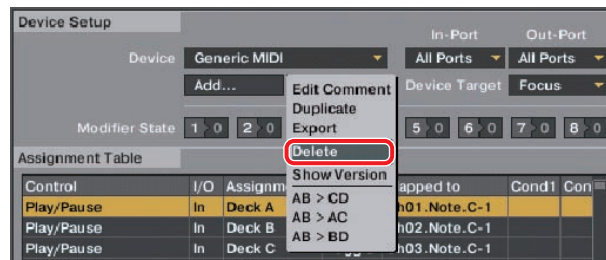 Device Setup
In-Port Out-Port
Device Generic MIDI All Ports All Ports
Add... Device Target Focus
Edit Comment
Duplicate
Export
Delete
Show Version
AB > CD
AB > AC
AB > BD
Modifier State 1 0 2 0 5 0 6 0 7 0 8 0
Assignment Table
Control I/O Assignm apped to Cond1 Con
Play/Pause In Deck A h01.Note.C-1
Play/Pause In Deck B h02.Note.C-1
Play/Pause In Deck C h03.Note.C-1